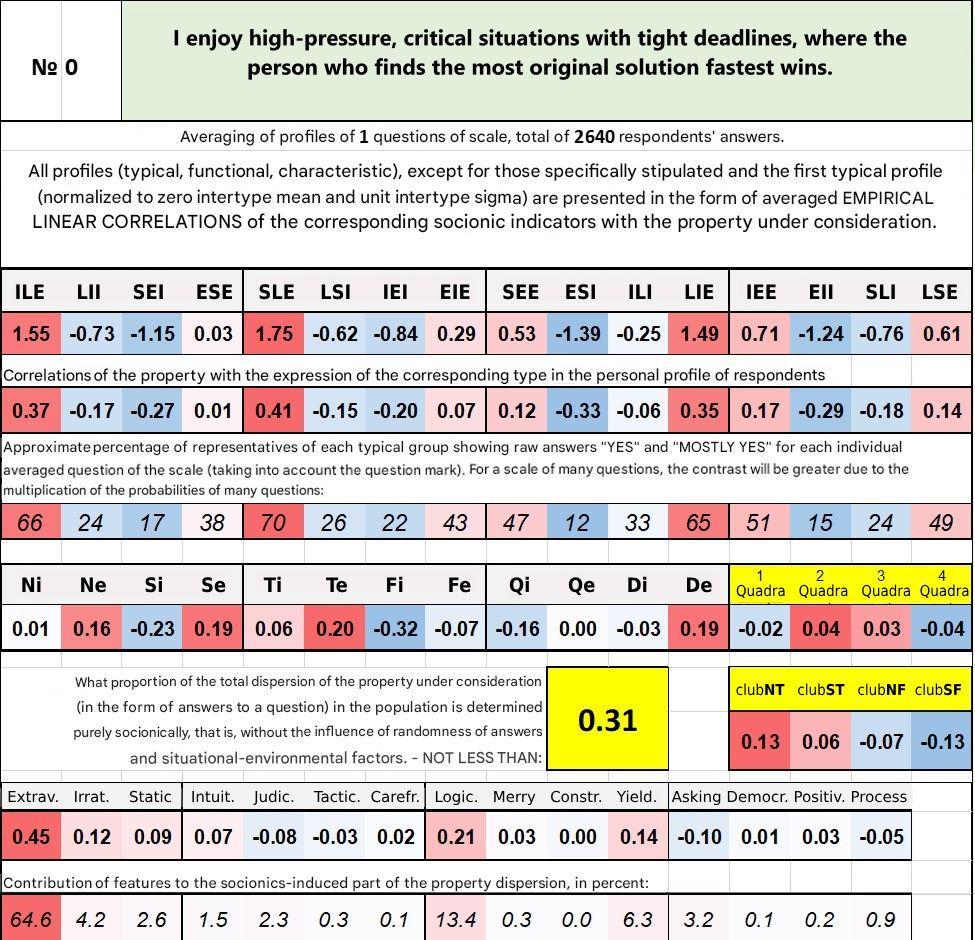 № 0
I enjoy high-pressure, critical situations with tight deadlines, where the
person who finds the most original solution fastest wins.
Averaging of profiles of 1 questions of scale, total of 2640 respondents' answers.
All profiles (typical, functional, characteristic), except for those specifically stipulated and the first typical profile
(normalized to zero intertype mean and unit intertype sigma) are presented in the form of averaged EMPIRICAL
LINEAR CORRELATIONS of the corresponding socionic indicators with the property under consideration.
ILE LII SEI ESE SLE LSI IEI EIE SEE ESI ILI LIE IEE EII SLI LSE
1.55 -0.73 -1.15 0.03 1.75 -0.62 -0.84 0.29 0.53 -1.39 -0.25 1.49 0.71 -1.24 -0.76 0.61
Correlations of the property with the expression of the corresponding type in the personal profile of respondents
0.37 -0.17 -0.27 0.01 0.41 -0.15 -0.20 0.07 0.12 -0.33 -0.06 0.35 0.17 -0.29 -0.18 0.14
Approximate percentage of representatives of each typical group showing raw answers "YES" and "MOSTLY YES" for each individual
averaged question of the scale (taking into account the question mark). For a scale of many questions, the contrast will be greater due to the
multiplication of the probabilities of many questions:
66 24 17 38 70 26 22 43 47 12 33 65 51 15 24 49
Ni Ne Si Se Ti Te Fi Fe Qi Qe Di De 1 Quadra 2 Quadra 3 Quadra 4 Quadra
0.01 0.16 -0.23 0.19 0.06 0.20 -0.32 -0.07 -0.16 0.00 -0.03 0.19 -0.02 0.04 0.03 -0.04
What proportion of the total dispersion of the property under consideration
(in the form of answers to a question) in the population is determined
purely socionically, that is, without the influence of randomness of answers
and situational-environmental factors. - NOT LESS THAN:
0.31
clubNT clubST clubNF clubSF
0.13 0.06 -0.07 -0.13
Extrav. Irrat. Static Intuit. Judic. Tactic. Carefr. Logic. Merry Constr. Yield. Asking Democr. Positiv. Process
0.45 0.12 0.09 0.07 -0.08 -0.03 0.02 0.21 0.03 0.00 0.14 -0.10 0.01 0.03 -0.05
Contribution of features to the socionics-induced part of the property dispersion, in percent:
64.6 4.2 2.6 1.5 2.3 0.3 0.1 13.4 0.3 0.0 6.3 3.2 0.1 0.2 0.9